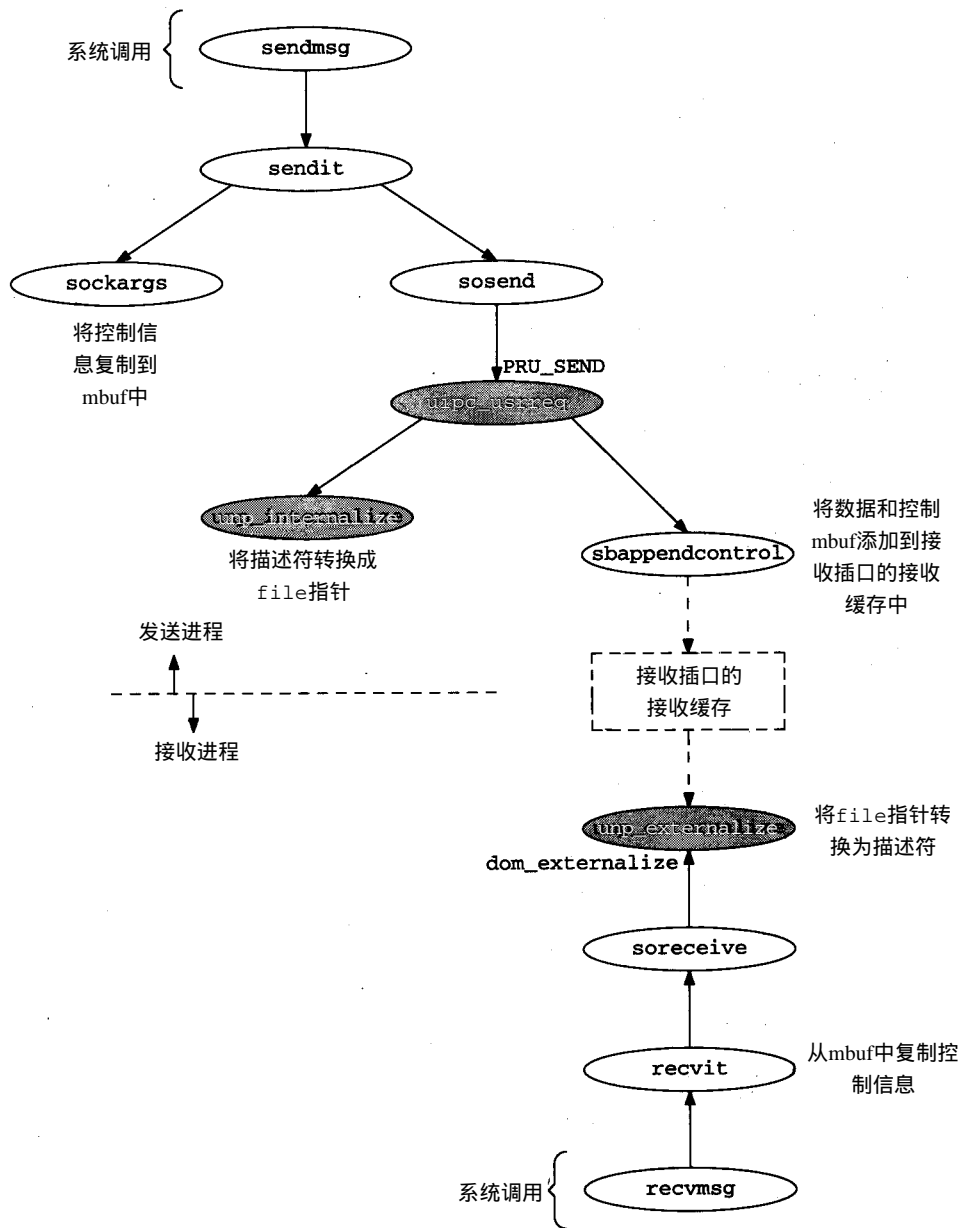 系统调用
sendmsg
sendit
sockargs
sosend
将控制信
息复制到
mbuf中
PRU_SEND
uipc_usrreq
unp_internalize
将描述符转换成
file指针
sbappendcontrol
将数据和控制
mbuf添加到接
收插口的接收
缓存中
发送进程
接收进程
接收插口的
接收缓存
unp_externalize
将file指针转
换为描述符
dom_externalize
soreceive
recvit
从mbuf中复制控
制信息
系统调用
recvmsg